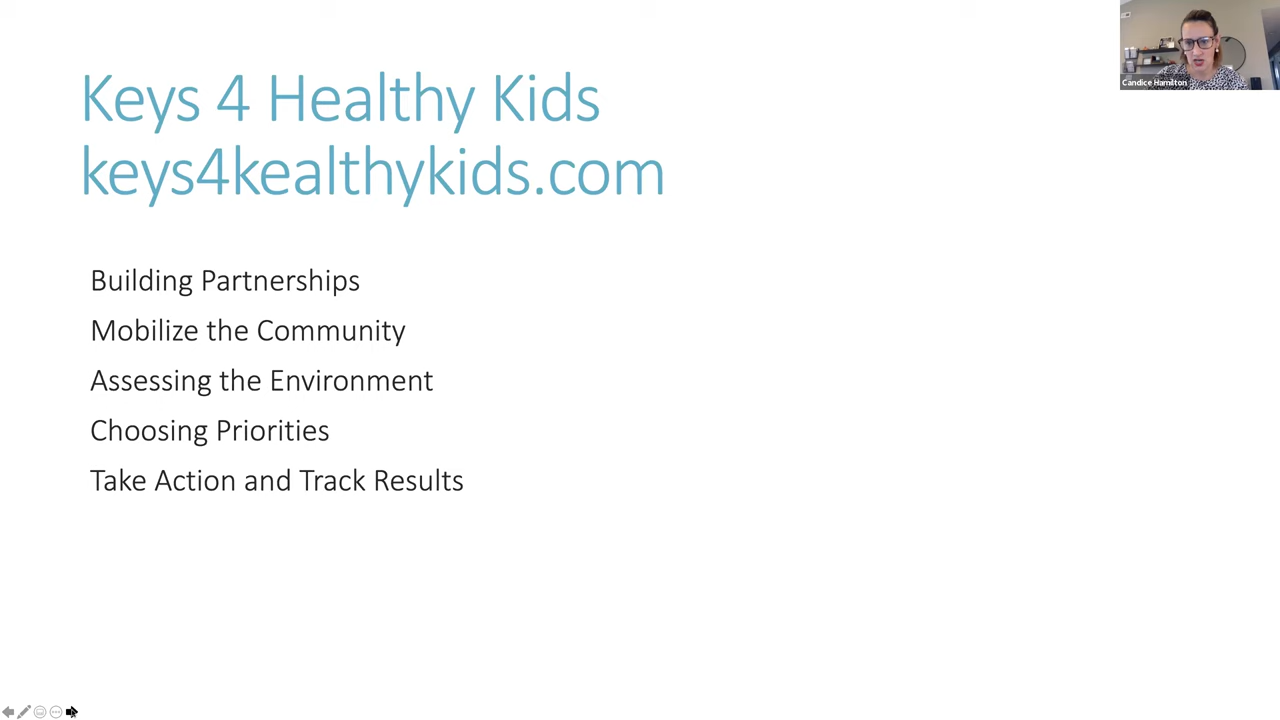 Keys 4 Healthy Kids
keys4kealthykids.com
Building Partnerships
Mobilize the Community
Assessing the Environment
Choosing Priorities
Take Action and Track Results
Candice Hamilton